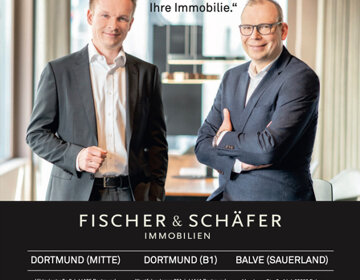 Ihre Immobilie.“
FISCHER & SCHÄFER
IMMOBILIEN
DORTMUND (MITTE) DORTMUND (B1) BALVE (SAUERLAND)